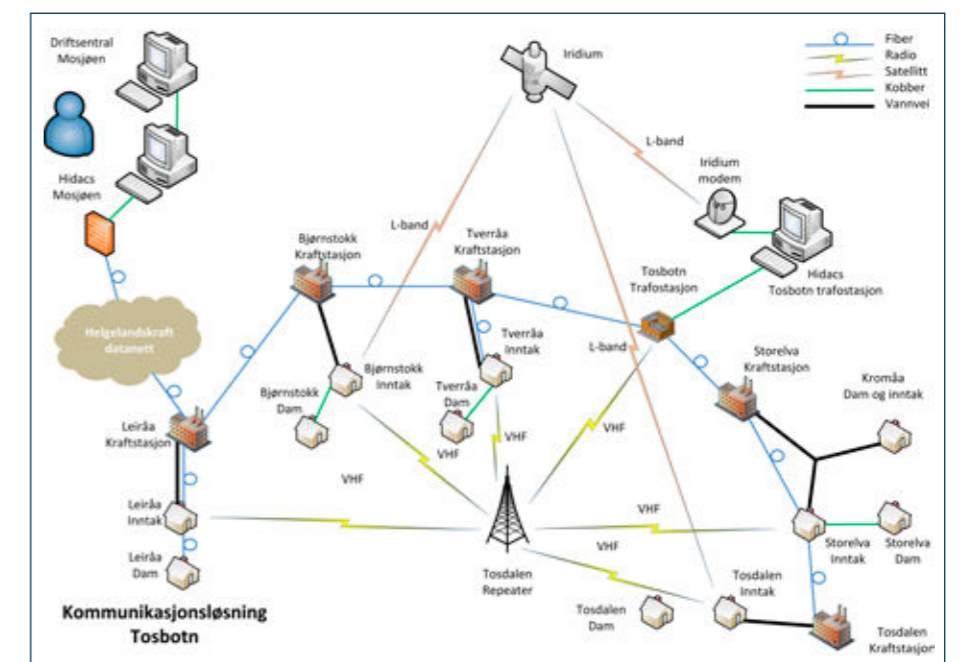 Driftsentral
Mosjøen
Iridium
Fiber
Radio
Satellitt
Kobber
Vannvei
L-band
Iridium
modem
Hidacs
Mosjøen
L-band
Bjørnstokk
Kraftstasjon
Tverråa
Kraftstasjon
Tosbotn
Trafostasjon
Hidacs
Tosbotn trafostasjon
Helgelandskraft
datanett
Bjørnstokk
Dam
Bjørnstokk
Inntak
Tverråa
Inntak
Tverråa
Dam
L-band
Storelva
Kraftstasjon
Kromåa
Dam og inntak
Leiråa
Kraftstasjon
VHF
VHF
VHF
VHF
VHF
VHF
Leiråa
Inntak
Leiråa
Dam
Storelva
Inntak
Storelva
Dam
Tosdalen
Repeater
Tosdalen
Dam
Tosdalen
Inntak
Tosdalen
Kraftstasjon
Kommunikasjonsløsning
Tosbotn